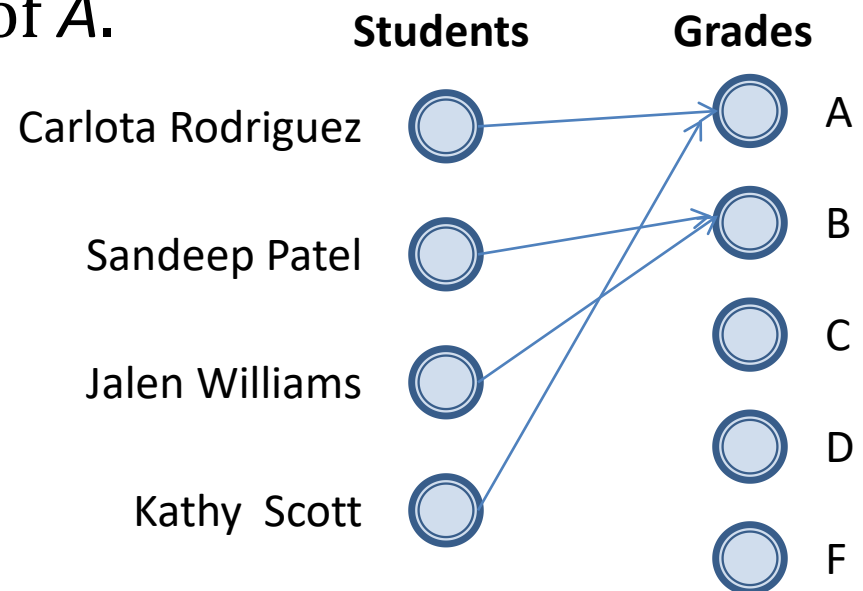 of A.
Students Grades
Carlota Rodriguez A
Sandeep Patel B
Jalen Williams C
Kathy Scott D
F